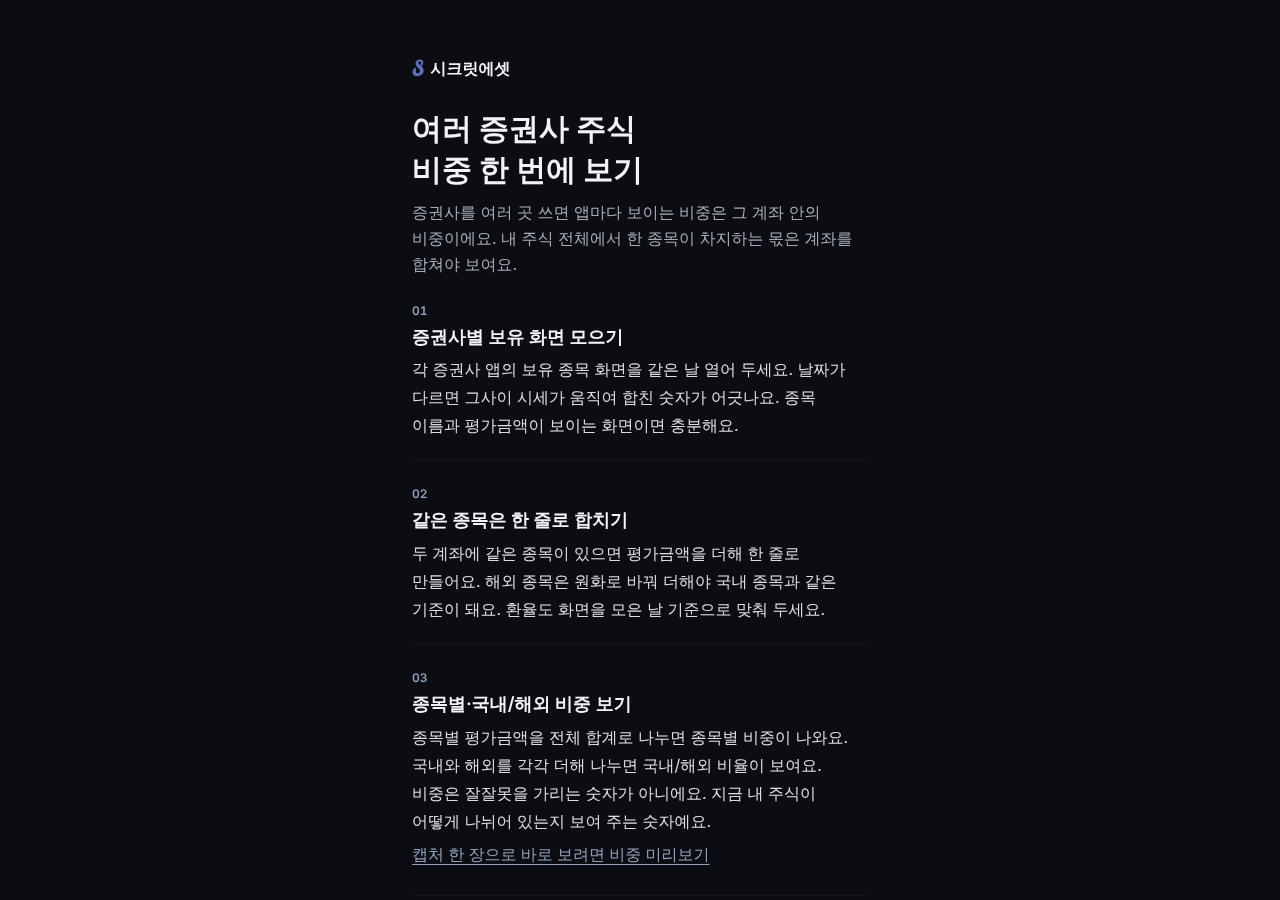 S 시크릿에셋
여러 증권사 주식
비중 한 번에 보기
증권사를 여러 곳 쓰면 앱마다 보이는 비중은 그 계좌 안의
비중이에요. 내 주식 전체에서 한 종목이 차지하는 몫은 계좌를
합쳐야 보여요.
01
증권사별 보유 화면 모으기
각 증권사 앱의 보유 종목 화면을 같은 날 열어 두세요. 날짜가
다르면 그사이 시세가 움직여 합친 숫자가 어긋나요. 종목
이름과 평가금액이 보이는 화면이면 충분해요.
02
같은 종목은 한 줄로 합치기
두 계좌에 같은 종목이 있으면 평가금액을 더해 한 줄로
만들어요. 해외 종목은 원화로 바꿔 더해야 국내 종목과 같은
기준이 돼요. 환율도 화면을 모은 날 기준으로 맞춰 두세요.
03
종목별·국내/해외 비중 보기
종목별 평가금액을 전체 합계로 나누면 종목별 비중이 나와요.
국내와 해외를 각각 더해 나누면 국내/해외 비율이 보여요.
비중은 잘잘못을 가리는 숫자가 아니에요. 지금 내 주식이
어떻게 나뉘어 있는지 보여 주는 숫자예요.
캡처 한 장으로 바로 보려면 비중 미리보기